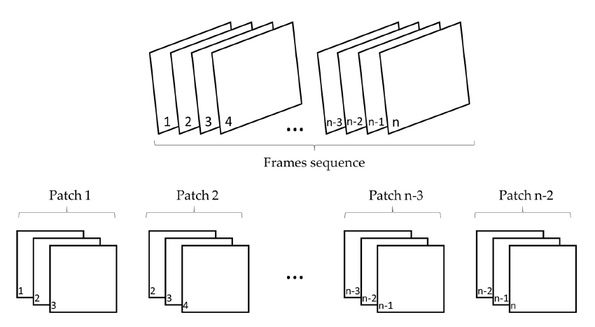 1 2 3 4 ... n-3 n-2 n-1 n
Frames sequence
Patch 1 Patch 2 Patch n-3 Patch n-2
1 2 3 2 3 4 ... n-3 n-2 n-1 n-2 n-1 n